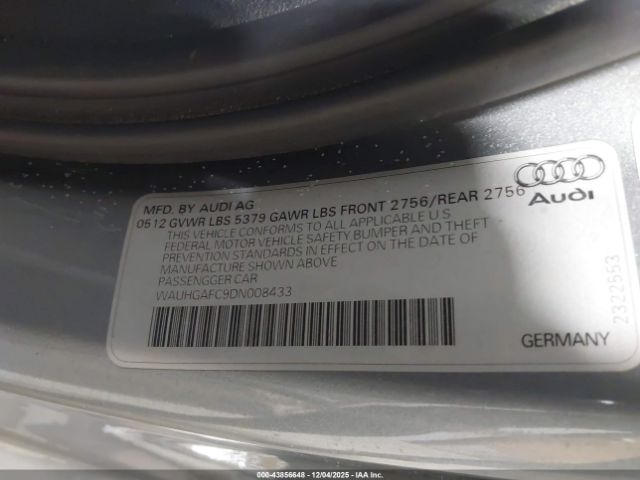 MFD. BY AUDI AG
0512 GVWR LBS 5379 GAWR LBS FRONT 2756/REAR 2756
THIS VEHICLE CONFORMS TO ALL APPLICABLE U.S
FEDERAL MOTOR VEHICLE SAFETY BUMPER AND THEFT
PREVENTION STANDARDS IN EFFECT ON THE DATE OF
MANUFACTURE SHOWN ABOVE
PASSENGGER CAR
WAUHGAFC9DN008433
Audi
2322553
GERMANY
000-43856648 - 12/04/2025 - IAAI.com